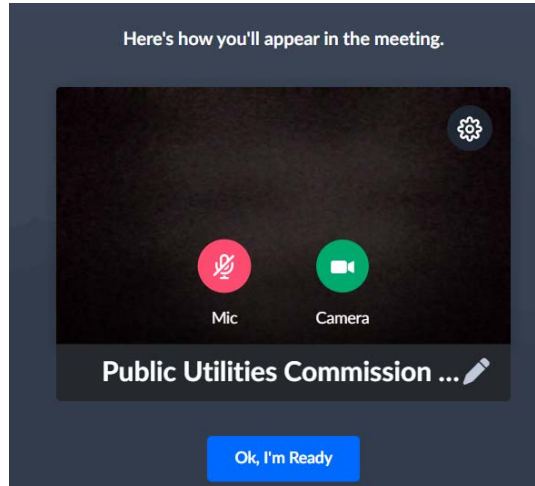 Here's how you'll appear in the meeting.
Mic
Camera
Public Utilities Commission ...
Ok, I'm Ready